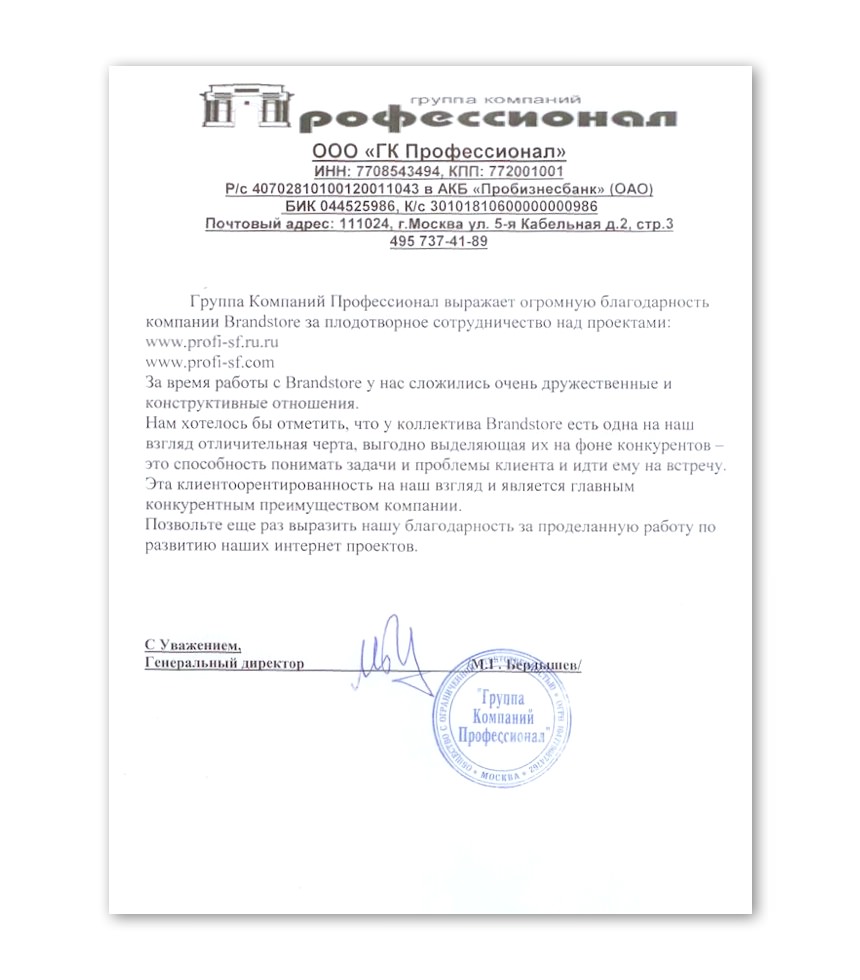 группа компаний
Профессионал
ООО «ГК Профессионал»
ИНН: 7708543494, КПП: 772001001
Р/с 40702810100120011043 в АКБ «Пробизнесбанк» (ОАО)
БИК 044525986, К/с 30101810600000000986
Почтовый адрес: 111024, г.Москва ул. 5-я Кабельная д.2, стр.3
495 737-41-89
Группа Компаний Профессионал выражает огромную благодарность
компании Brandstore за плодотворное сотрудничество над проектами:
www.profi-sf.ru.ru
www.profi-sf.com
За время работы с Brandstore у нас сложились очень дружественные и
конструктивные отношения.
Нам хотелось бы отметить, что у коллектива Brandstore есть одна на наш
взгляд отличительная черта, выгодно выделяющая их на фоне конкурентов –
это способность понимать задачи и проблемы клиента и идти ему на встречу.
Эта клиентоорентированность на наш взгляд и является главным
конкурентным преимуществом компании.
Позвольте еще раз выразить нашу благодарность за проделанную работу по
развитию наших интернет проектов.
С Уважением,
Генеральный директор /М.Г. Бердышев/
"Группа
Компаний
Профессионал"
ОБЩЕСТВО С ОГРАНИЧЕННОЙ ОТВЕТСТВЕННОСТЬЮ * ОГРН
* МОСКВА *